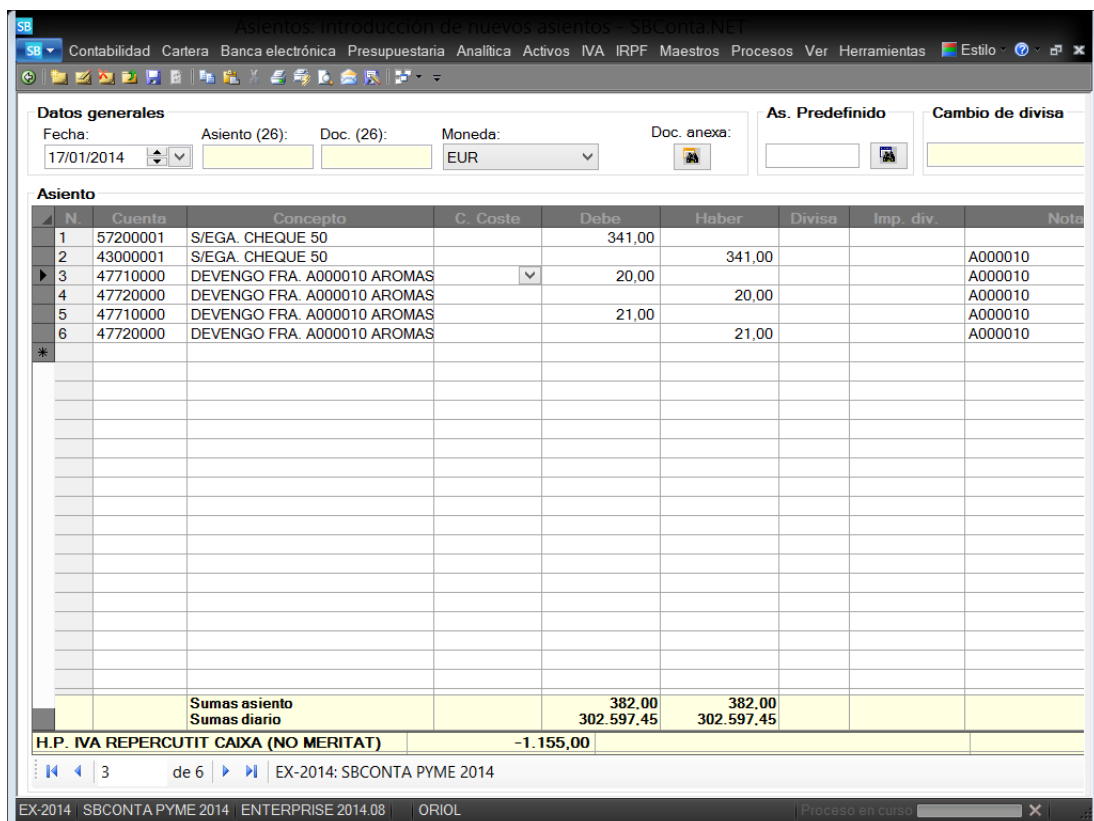 SB Asientos: introducción de nuevos asientos - SBConta.NET
SB Contabilidad Cartera Banca electrónica Presupuestaria Analítica Activos IVA IRPF Maestros Procesos Ver Herramientas Estilo
Datos generales As. Predefinido Cambio de divisa
Fecha: Asiento (26): Doc. (26): Moneda: Doc. anexa:
17/01/2014 EUR
Asiento
N. Cuenta Concepto C. Coste Debe Haber Divisa Imp. div. Nota
1 57200001 S/EGA. CHEQUE 50 341,00
2 43000001 S/EGA. CHEQUE 50 341,00 A000010
3 47710000 DEVENGO FRA. A000010 AROMAS 20,00 A000010
4 47720000 DEVENGO FRA. A000010 AROMAS 20,00 A000010
5 47710000 DEVENGO FRA. A000010 AROMAS 21,00 A000010
6 47720000 DEVENGO FRA. A000010 AROMAS 21,00 A000010
Sumas asiento 382,00 382,00
Sumas diario 302.597,45 302.597,45
H.P. IVA REPERCUTIT CAIXA (NO MERITAT) -1.155,00
3 de 6 EX-2014: SBCONTA PYME 2014
EX-2014 SBCONTA PYME 2014 ENTERPRISE 2014.08 ORIOL Proceso en curso